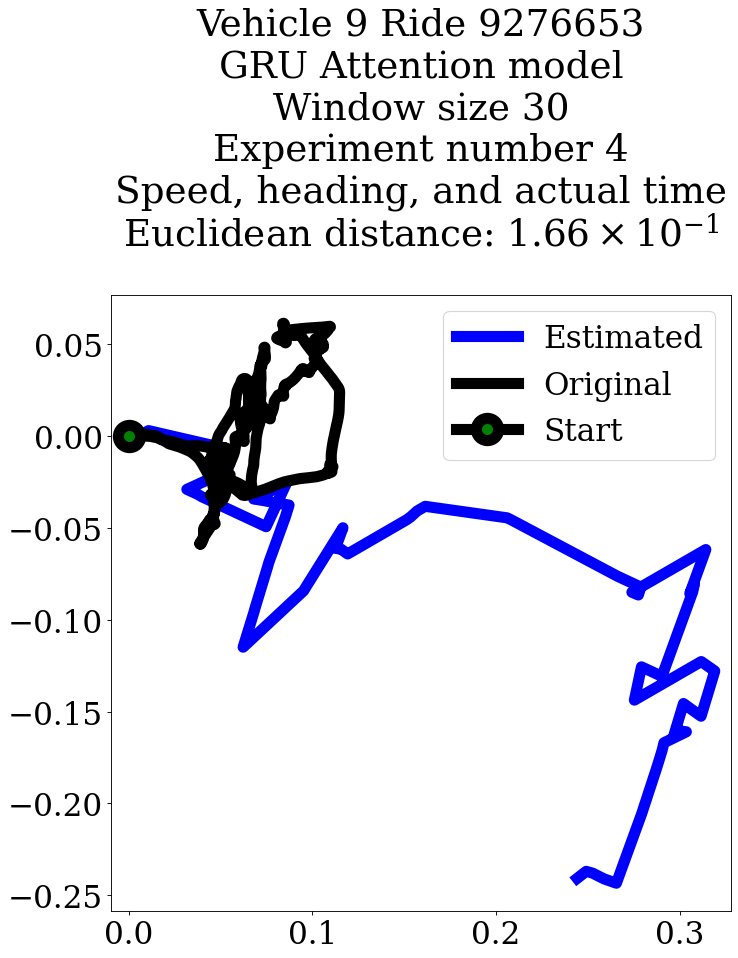 Vehicle 9 Ride 9276653
GRU Attention model
Window size 30
Experiment number 4
Speed, heading, and actual time
Euclidean distance: 1.66 × 10⁻¹
Estimated
Original
Start
0.05
0.00
−0.05
−0.10
−0.15
−0.20
−0.25
0.0 0.1 0.2 0.3